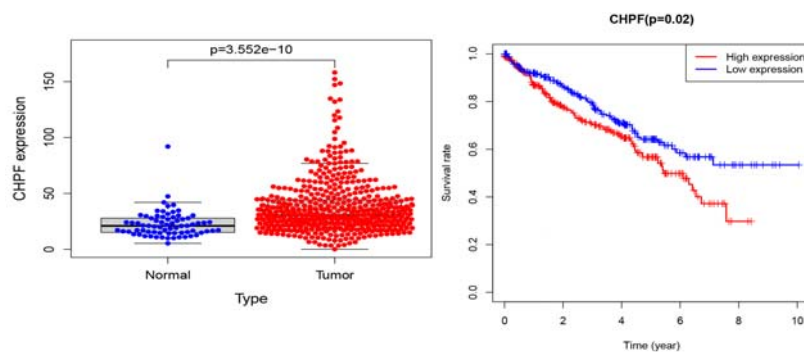 p=3.552e−10
CHPF expression
150
100
50
0
Normal
Tumor
Type
CHPF(p=0.02)
High expression
Low expression
Survival rate
1.0
0.8
0.6
0.4
0.2
0.0
0
2
4
6
8
10
Time (year)